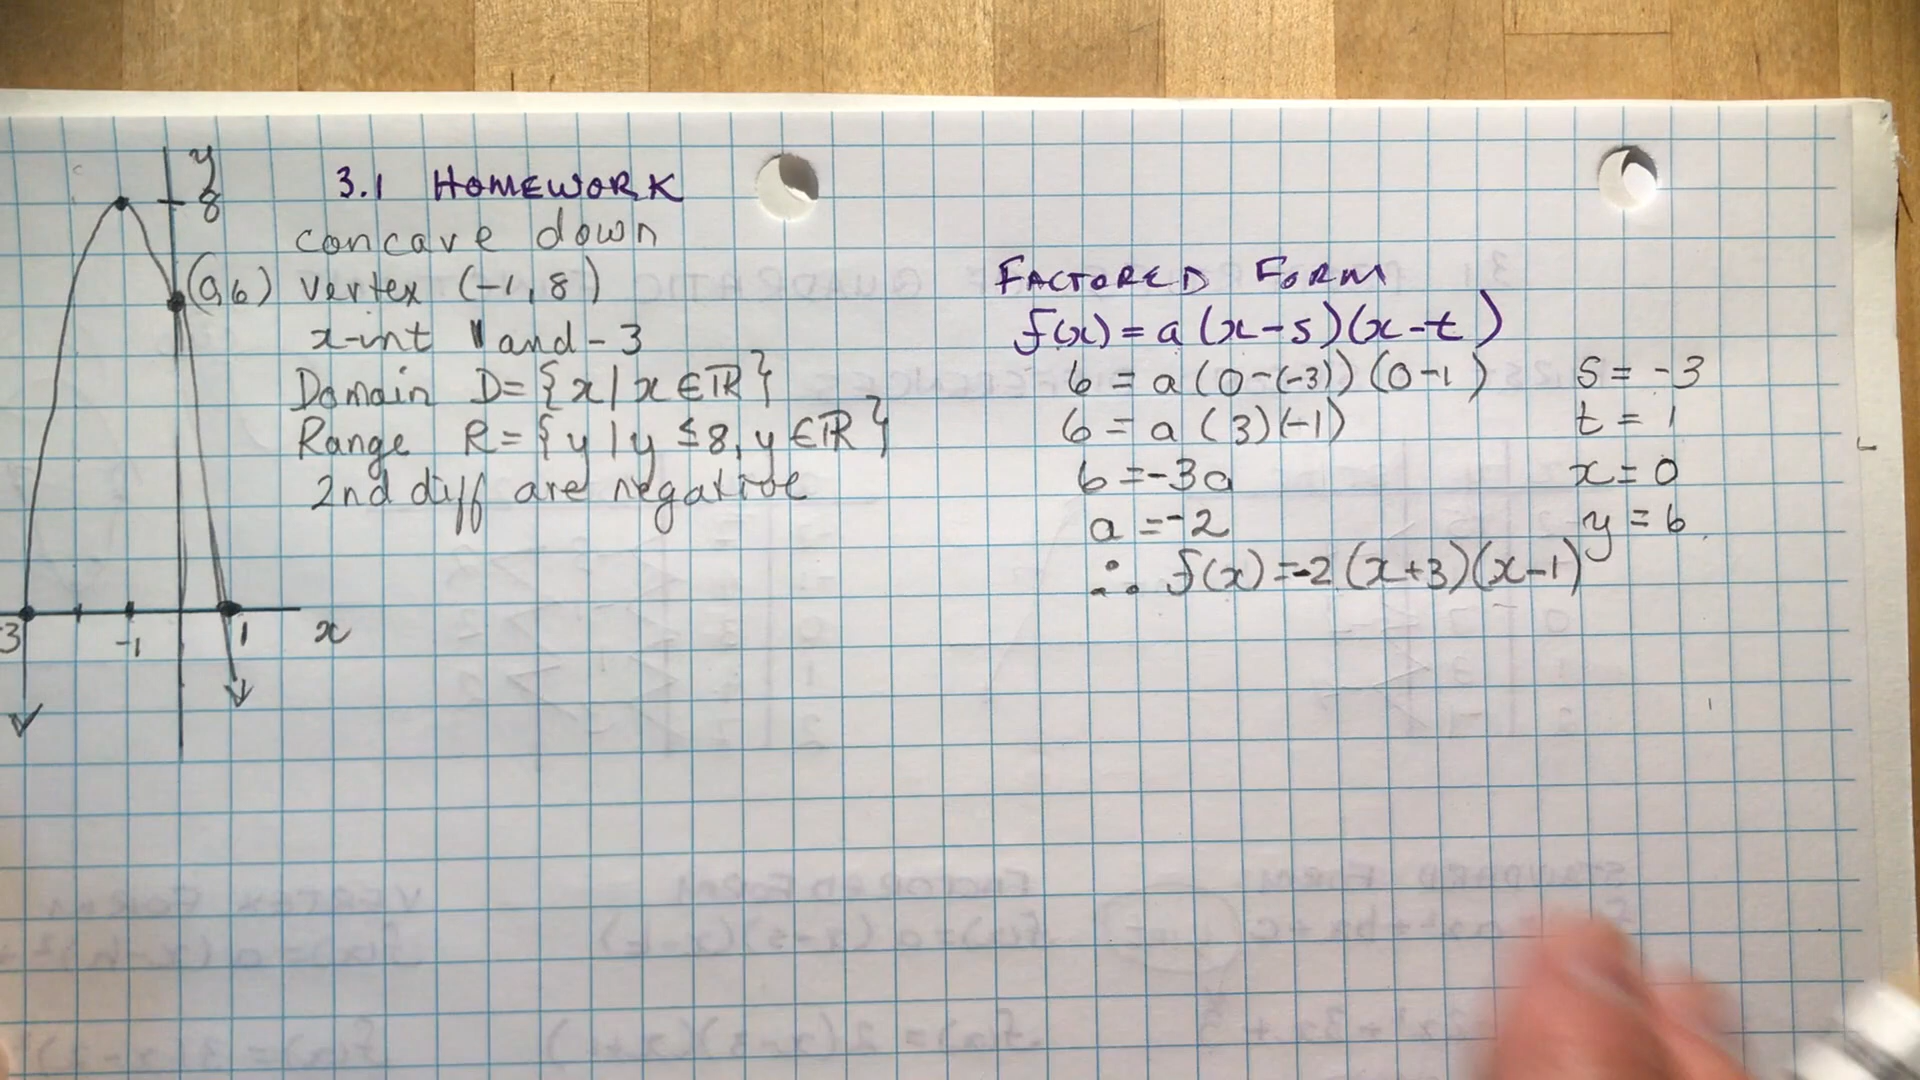 3.1 HOMEWORK
concave down
vertex (-1, 8)
x-int 1 and -3
Domain D = {x | x ∈ ℝ}
Range R = {y | y ≤ 8, y ∈ ℝ}
2nd diff are negative
y
8
(0,6)
-3
-1
1
x
FACTORED FORM
f(x) = a (x-s)(x-t)
6 = a (0-(-3))(0-1)
6 = a (3)(-1)
6 = -3a
a = -2
∴ f(x) = -2 (x+3)(x-1)
s = -3
t = 1
x = 0
y = 6